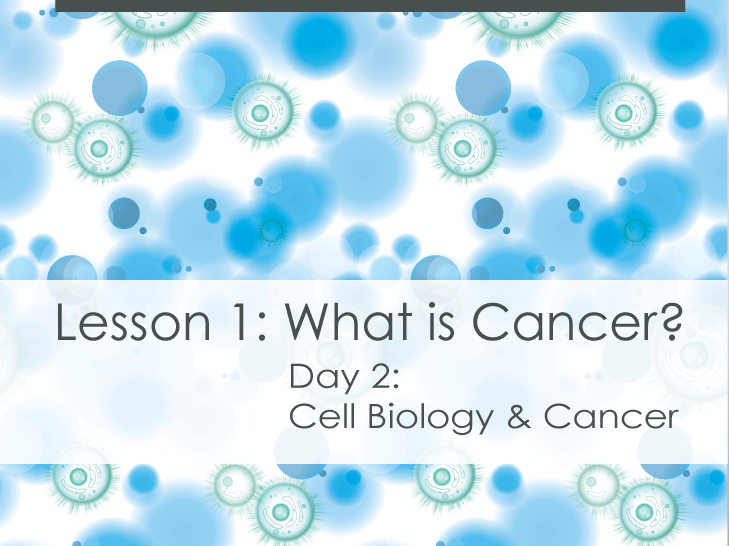 Lesson 1: What is Cancer?
Day 2:
Cell Biology & Cancer